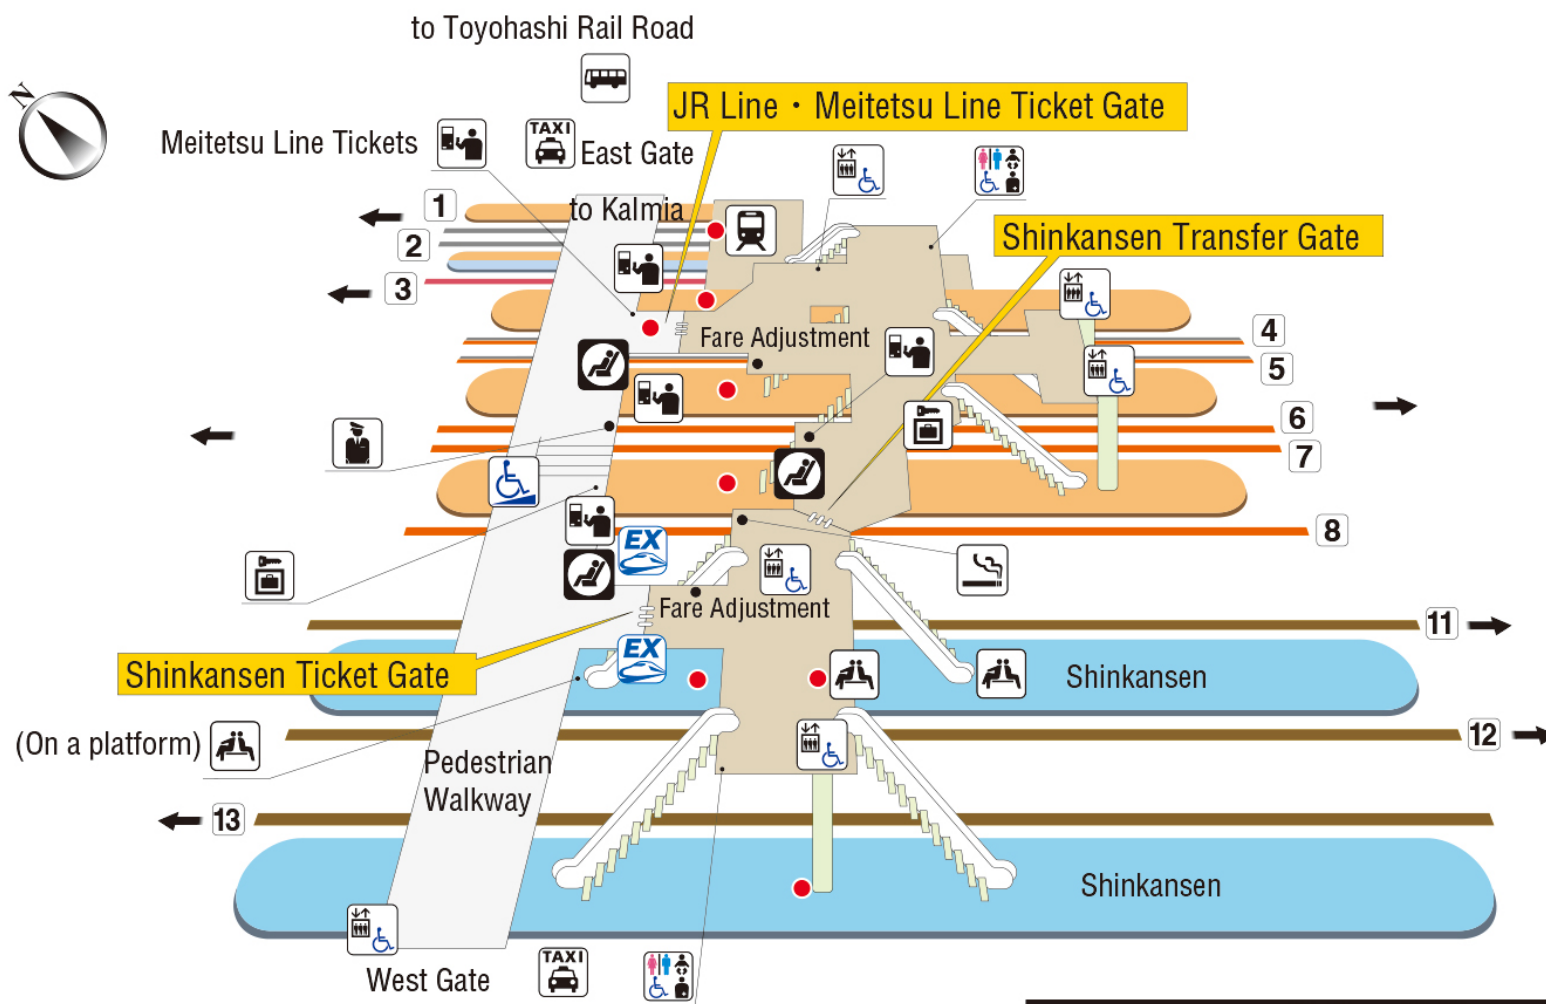 to Toyohashi Rail Road
N
JR Line・Meitetsu Line Ticket Gate
Meitetsu Line Tickets
TAXI
East Gate
1
to Kalmia
2
Shinkansen Transfer Gate
3
Fare Adjustment
4
5
6
7
8
EX
Fare Adjustment
11
EX
Shinkansen Ticket Gate
Shinkansen
(On a platform)
12
Pedestrian
Walkway
13
Shinkansen
West Gate
TAXI